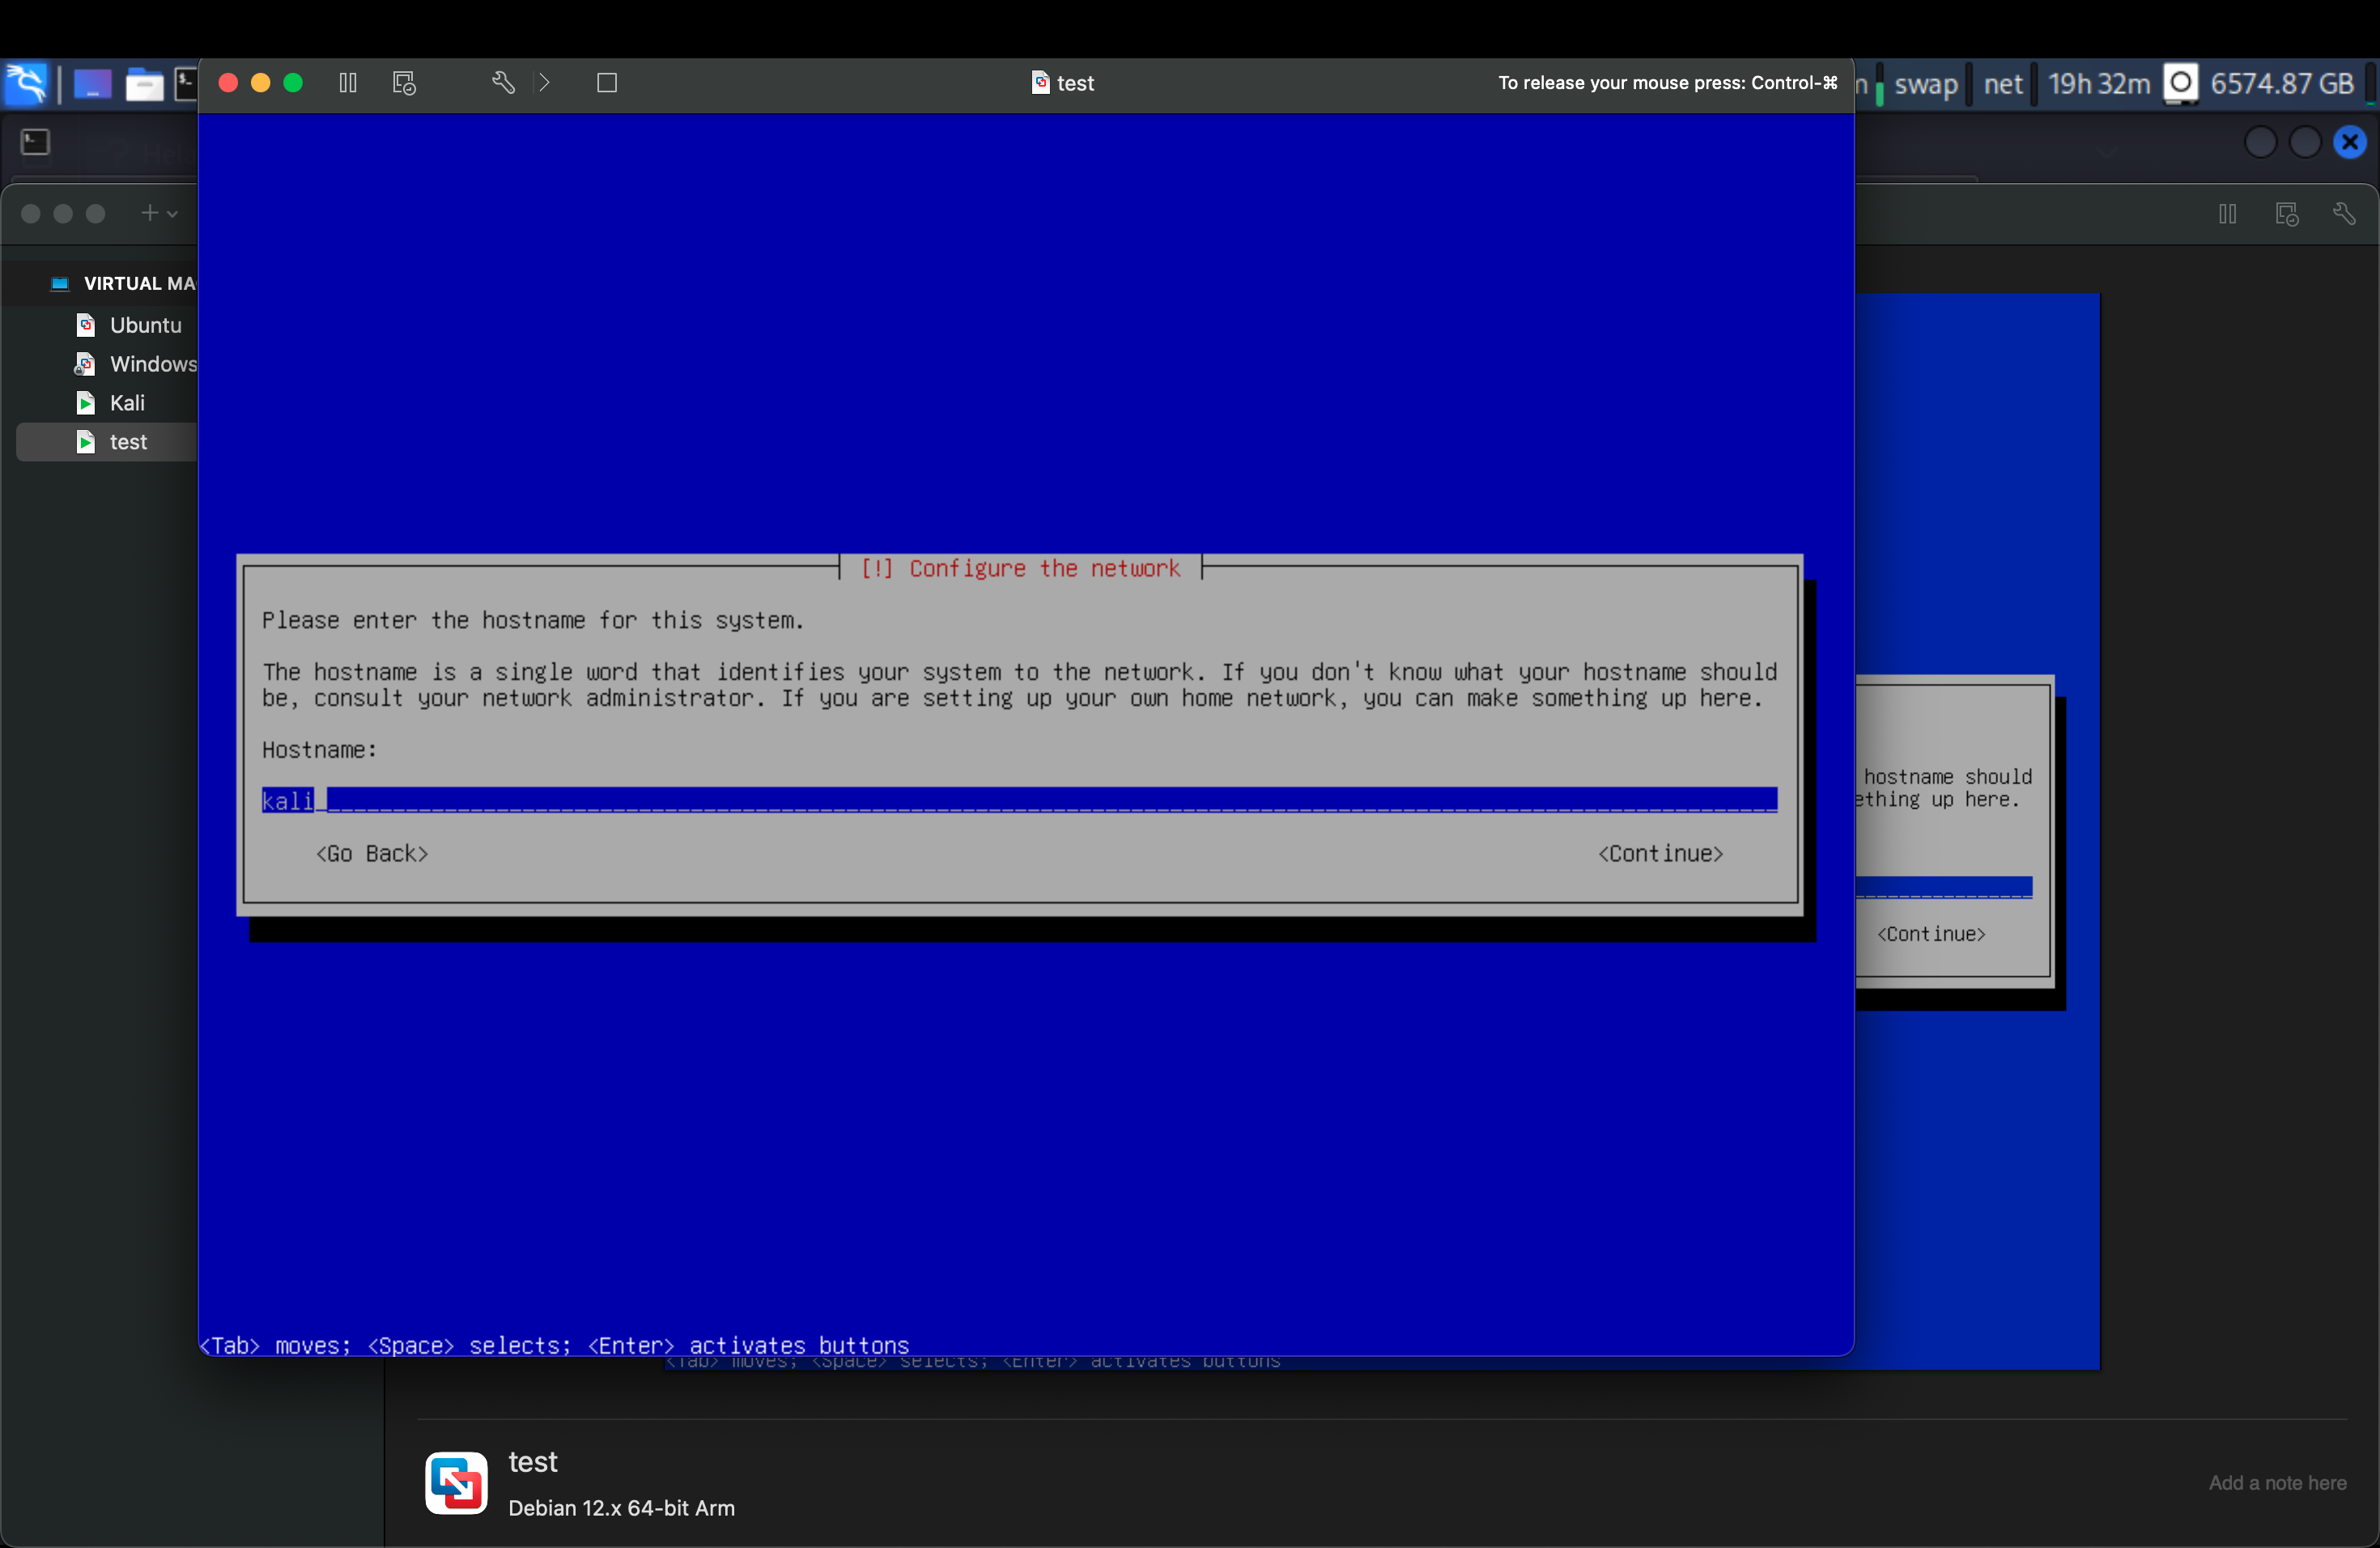 test
To release your mouse press: Control-⌘
swap
net
19h 32m
6574.87 GB
VIRTUAL MA
Ubuntu
Windows
Kali
test
[!] Configure the network
Please enter the hostname for this system.
The hostname is a single word that identifies your system to the network. If you don't know what your hostname should
be, consult your network administrator. If you are setting up your own home network, you can make something up here.
Hostname:
kali
<Go Back>
<Continue>
hostname should
ething up here.
<Continue>
<Tab> moves; <Space> selects; <Enter> activates buttons
<Tab> moves; <Space> selects; <Enter> activates buttons
test
Debian 12.x 64-bit Arm
Add a note here